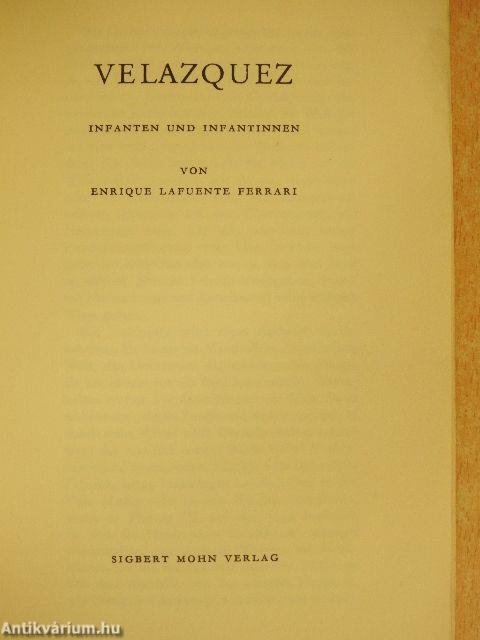 VELAZQUEZ
INFANTEN UND INFANTINNEN
VON
ENRIQUE LAFUENTE FERRARI
SIGBERT MOHN VERLAG
Antikvárium.hu